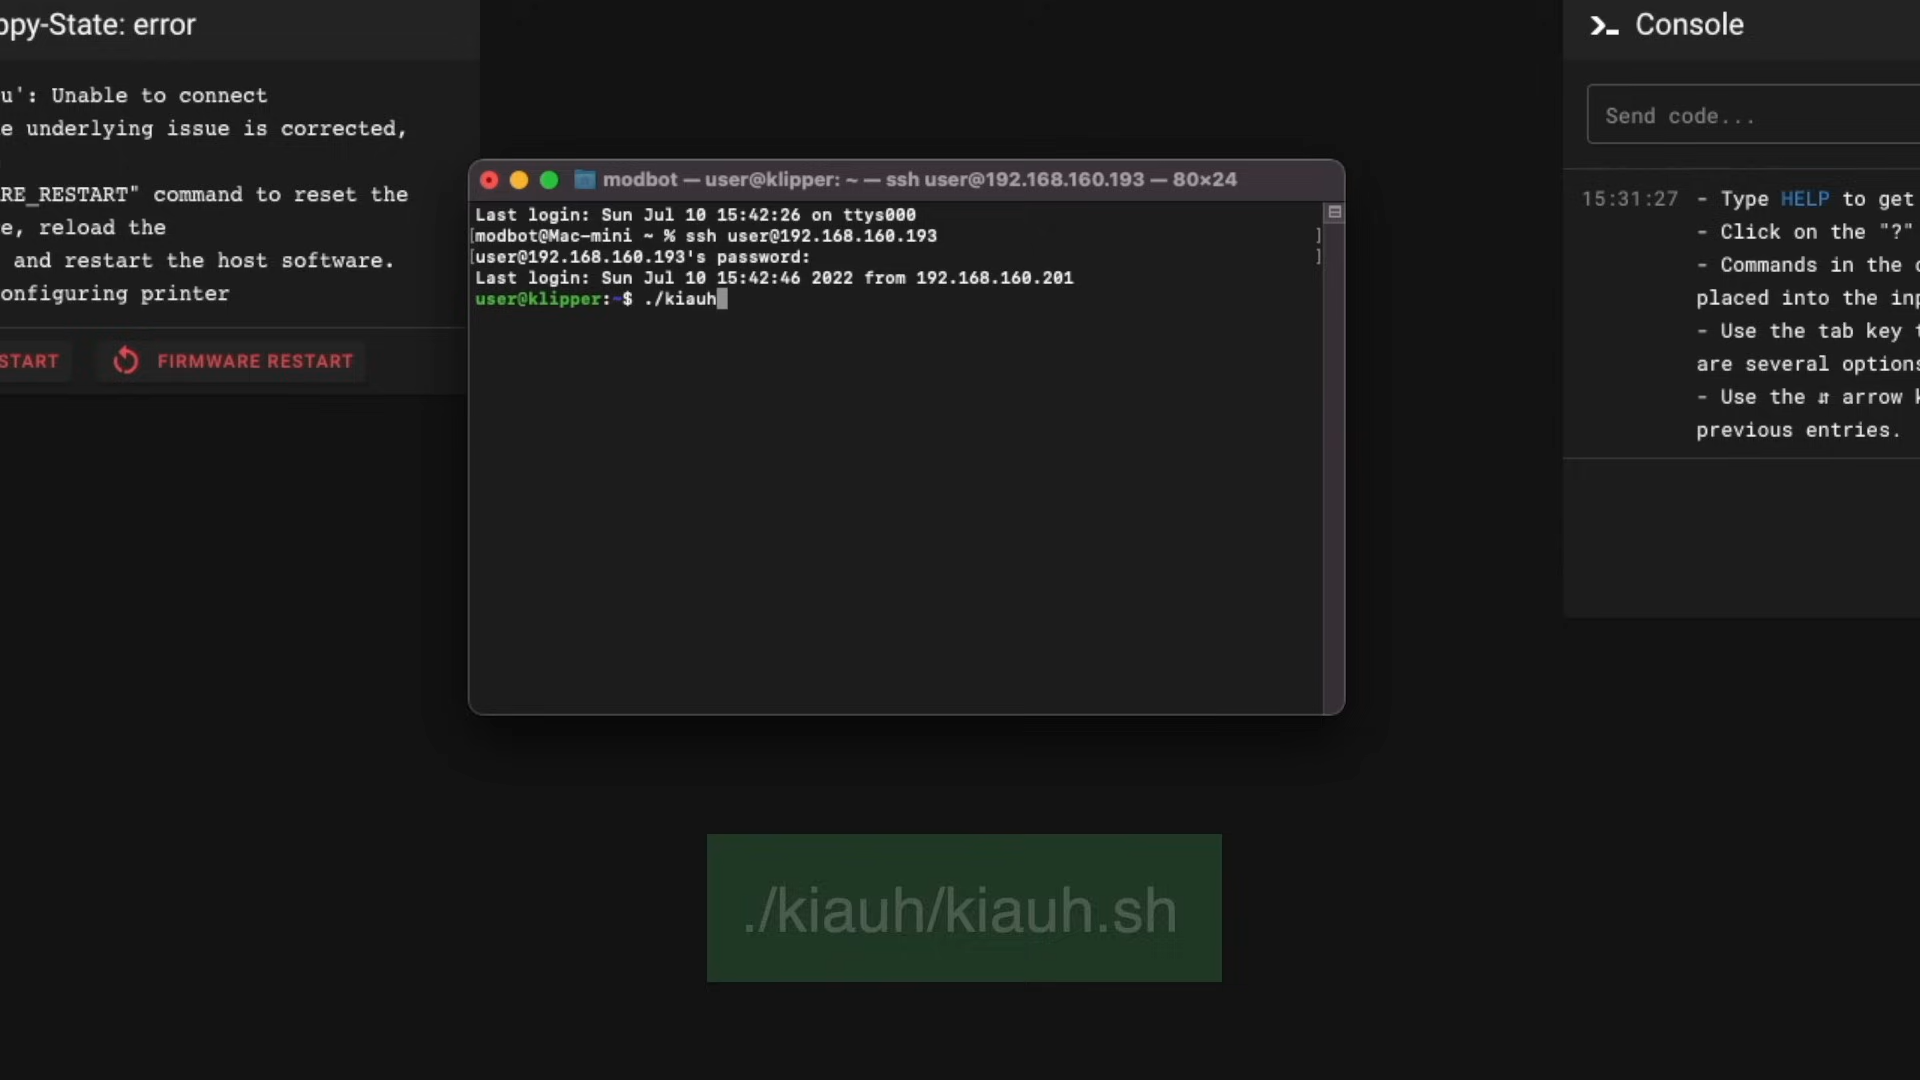 ppy-State: error
u': Unable to connect
e underlying issue is corrected,
RE_RESTART" command to reset the
e, reload the
and restart the host software.
onfiguring printer
START
FIRMWARE RESTART
modbot — user@klipper: ~ — ssh user@192.168.160.193 — 80×24
Last login: Sun Jul 10 15:42:26 on ttys000
[modbot@Mac-mini ~ % ssh user@192.168.160.193 ]
[user@192.168.160.193's password: ]
Last login: Sun Jul 10 15:42:46 2022 from 192.168.160.201
user@klipper:~$ ./kiauh
./kiauh/kiauh.sh
Console
Send code...
15:31:27 - Type HELP to get
- Click on the "?"
- Commands in the
placed into the inp
- Use the tab key
are several options
- Use the ⇵ arrow
previous entries.